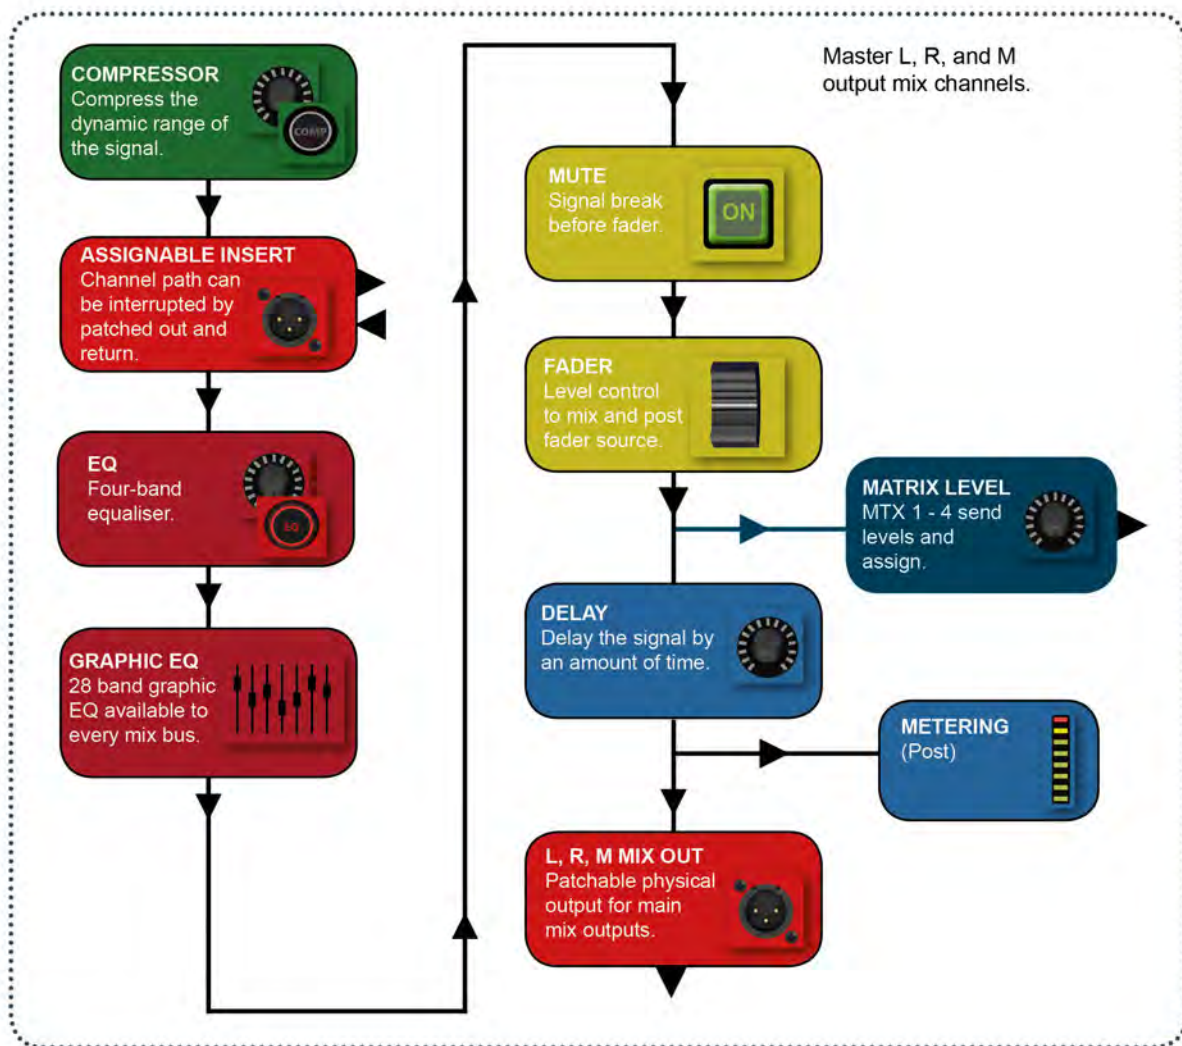 COMPRESSOR
Compress the
dynamic range of
the signal.
COMP
ASSIGNABLE INSERT
Channel path can
be interrupted by
patched out and
return.
EQ
Four-band
equaliser.
EQ
GRAPHIC EQ
28 band graphic
EQ available to
every mix bus.
Master L, R, and M
output mix channels.
MUTE
Signal break
before fader.
ON
FADER
Level control
to mix and post
fader source.
MATRIX LEVEL
MTX 1 - 4 send
levels and
assign.
DELAY
Delay the signal by
an amount of time.
METERING
(Post)
L, R, M MIX OUT
Patchable physical
output for main
mix outputs.